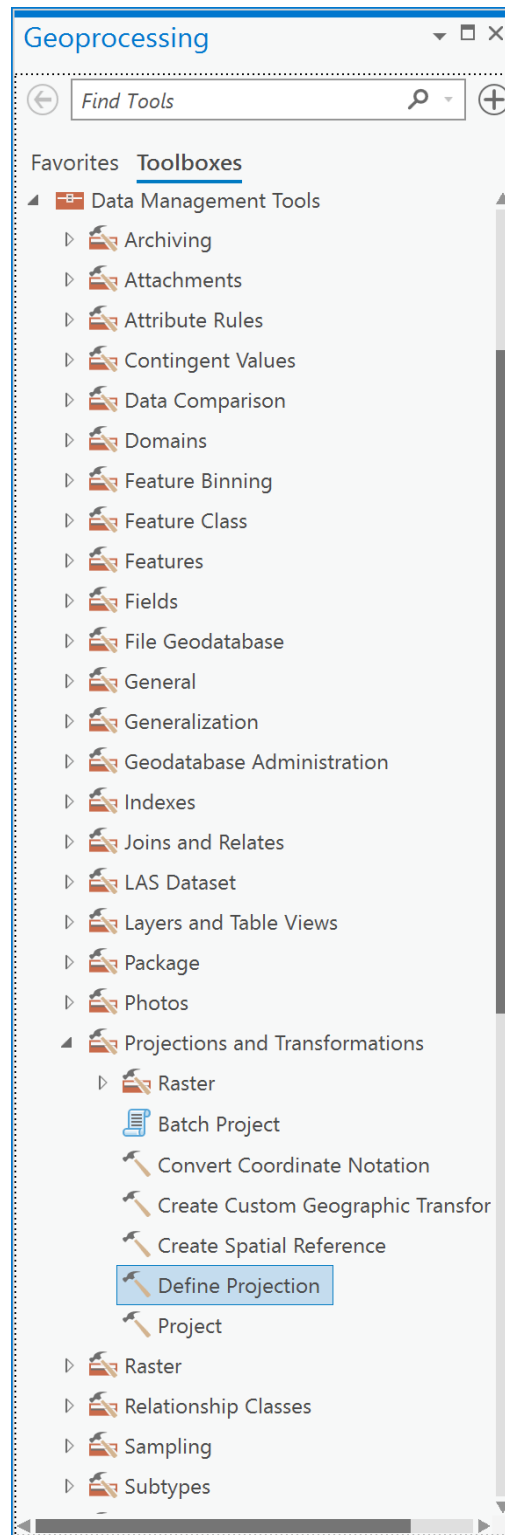 Geoprocessing
Find Tools
Favorites Toolboxes
Data Management Tools
Archiving
Attachments
Attribute Rules
Contingent Values
Data Comparison
Domains
Feature Binning
Feature Class
Features
Fields
File Geodatabase
General
Generalization
Geodatabase Administration
Indexes
Joins and Relates
LAS Dataset
Layers and Table Views
Package
Photos
Projections and Transformations
Raster
Batch Project
Convert Coordinate Notation
Create Custom Geographic Transfor
Create Spatial Reference
Define Projection
Project
Raster
Relationship Classes
Sampling
Subtypes